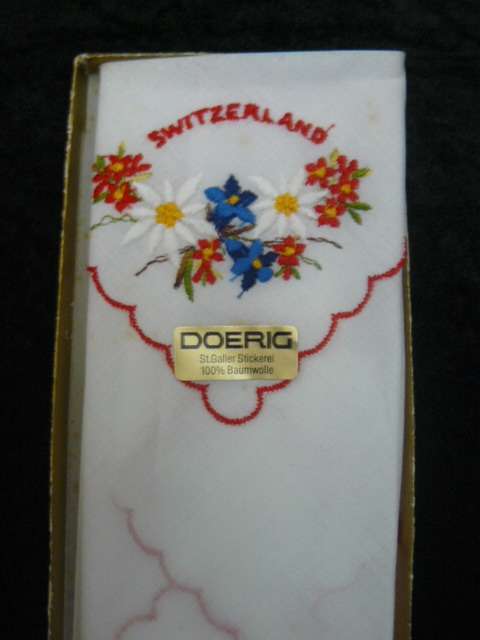 SWITZERLAND
DOERIG
St.Galler Stickerei
100% Baumwolle